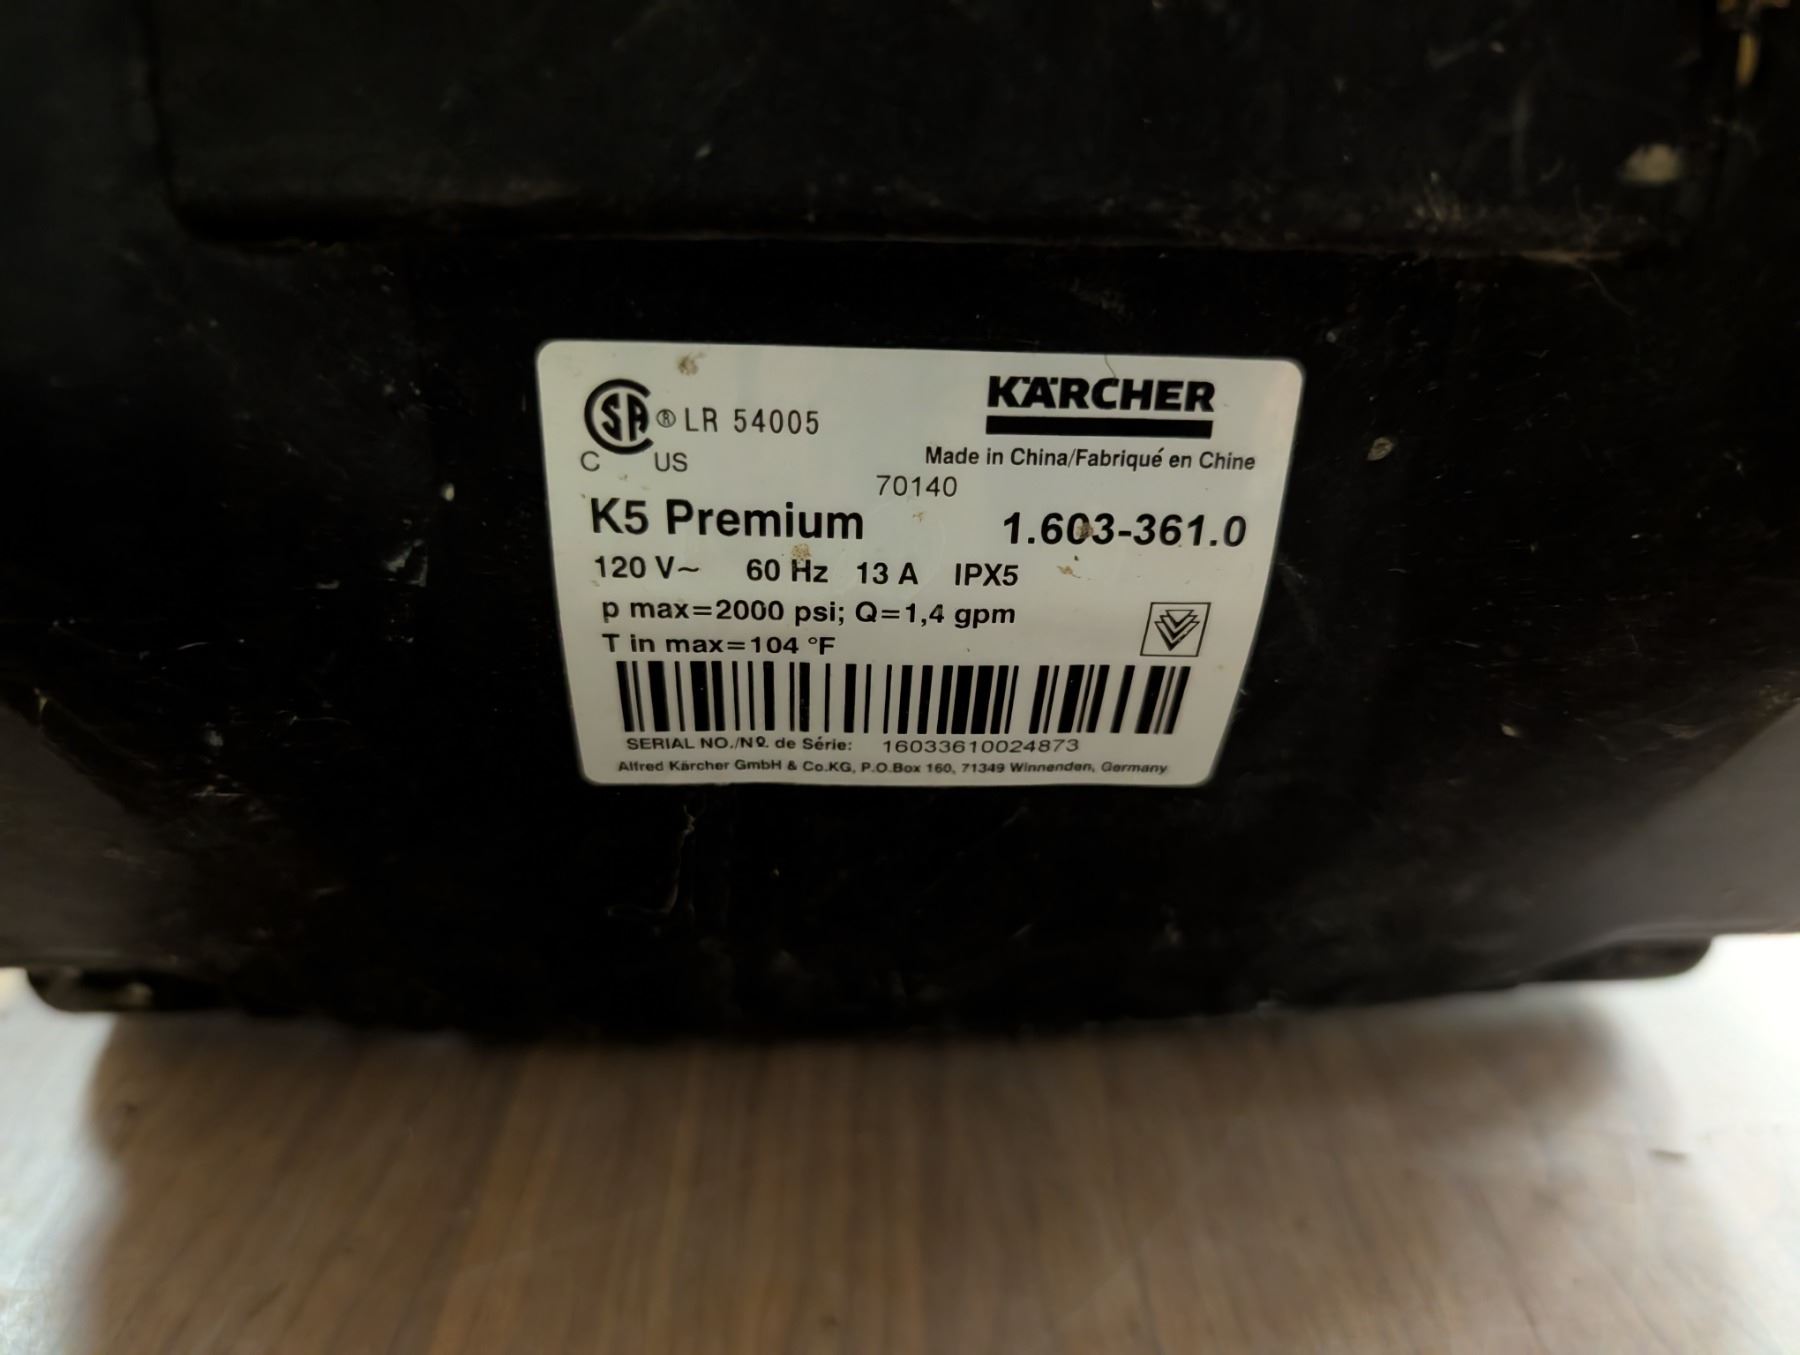 SA ® LR 54005
C US
KÄRCHER
Made in China/Fabriqué en Chine
70140
K5 Premium 1.603-361.0
120 V~ 60 Hz 13 A IPX5
p max=2000 psi; Q=1,4 gpm
T in max=104 °F
SERIAL NO./Nº. de Série: 16033610024873
Alfred Kärcher GmbH & Co.KG, P.O.Box 160, 71349 Winnenden, Germany